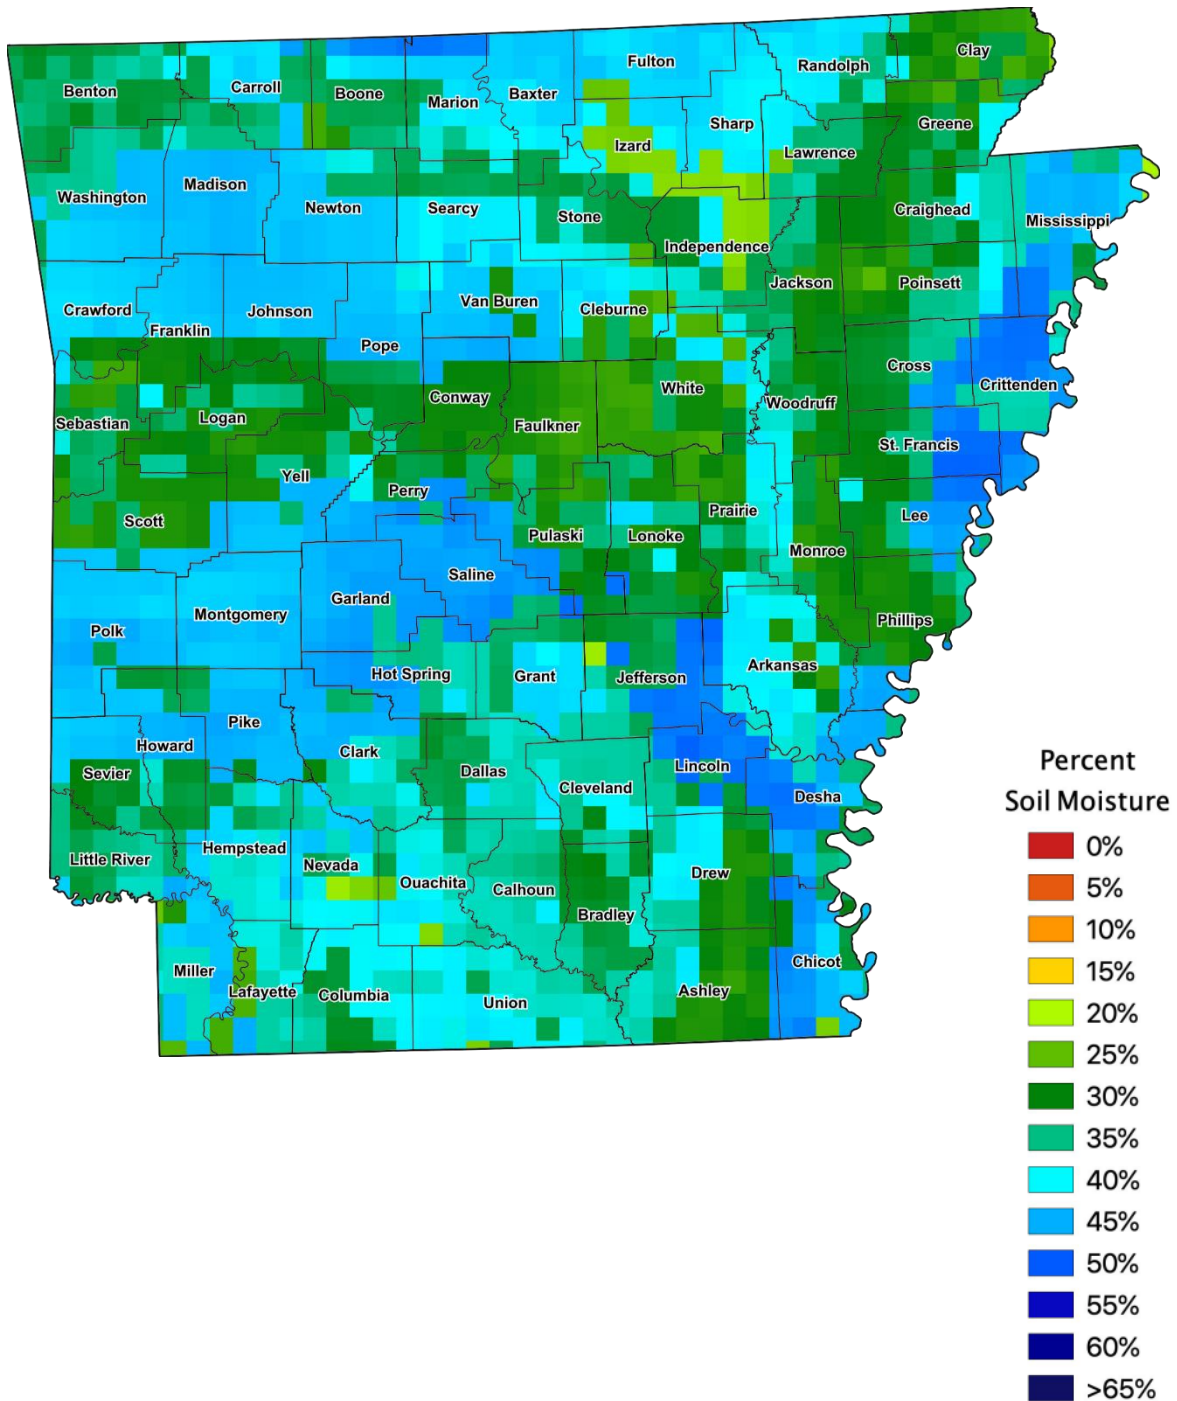 Clay
Fulton
Randolph
Carroll
Benton
Boone
Baxter
Marion
Sharp
Greene
Izard
Lawrence
Madison
Washington
Newton
Searcy
Craighead
Stone
Mississippi
Independence
Jackson
Poinsett
Van Buren
Crawford
Johnson
Cleburne
Franklin
Pope
Cross
Crittenden
White
Conway
Woodruff
Logan
Sebastian
Faulkner
St. Francis
Yell
Perry
Prairie
Lee
Scott
Pulaski
Lonoke
Monroe
Saline
Garland
Montgomery
Phillips
Polk
Arkansas
Hot Spring
Grant
Jefferson
Pike
Howard
Clark
Lincoln
Sevier
Dallas
Cleveland
Desha
Hempstead
Little River
Nevada
Drew
Ouachita
Calhoun
Bradley
Chicot
Miller
Lafayette
Columbia
Ashley
Union
Percent
Soil Moisture
0%
5%
10%
15%
20%
25%
30%
35%
40%
45%
50%
55%
60%
>65%